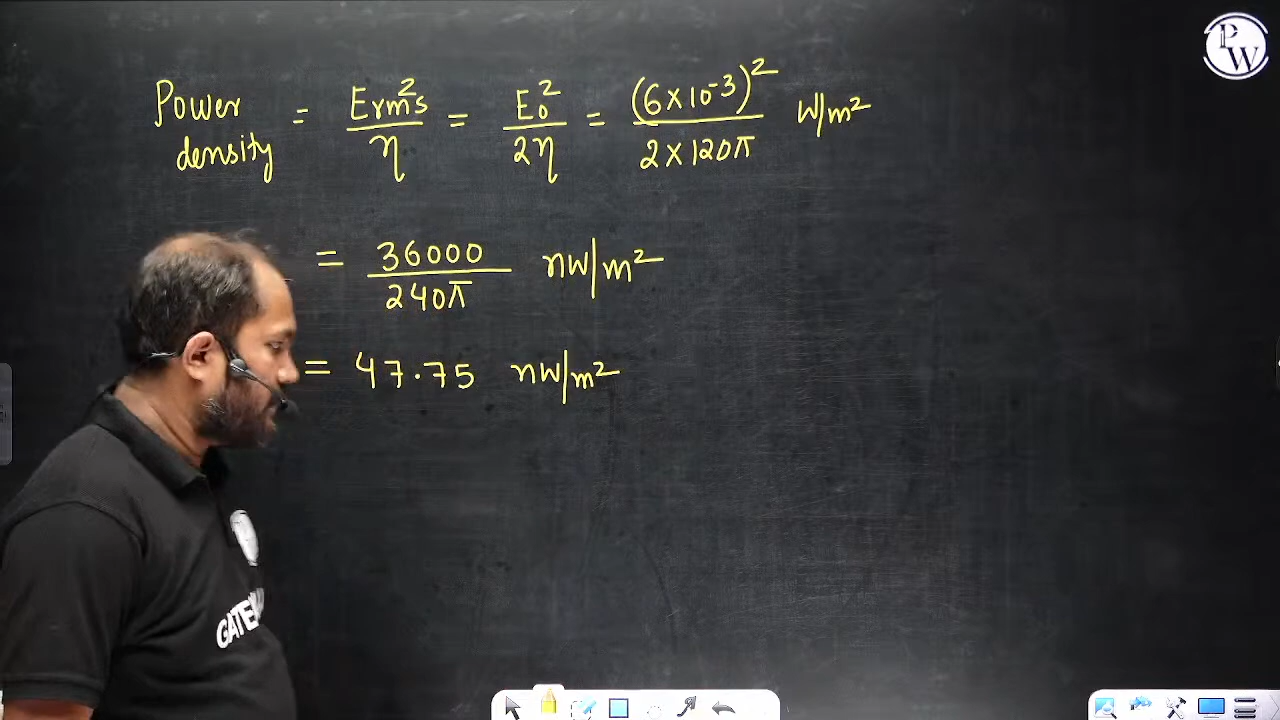 PW
Power density = Erms²/η = E₀²/2η = (6×10⁻³)²/2×120π W/m²
= 36000/240π nW/m²
= 47.75 nW/m²
GATE